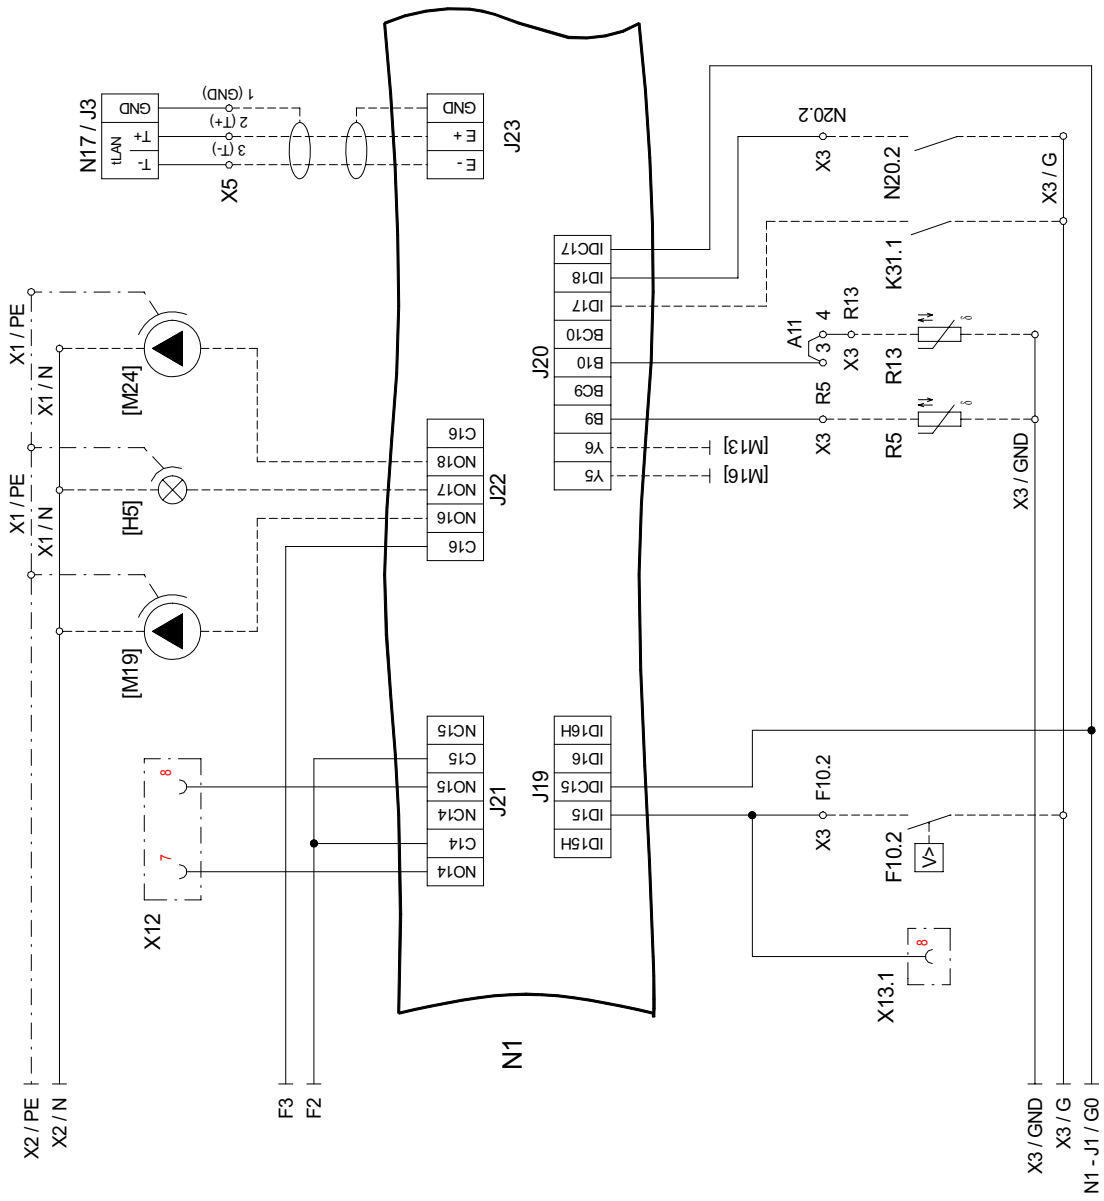 N17 / J3
tLAN
GND
T+
T-
1 (GND)
2 (T+)
3 (T-)
X5
GND
E +
E -
J23
X1 / PE
X1 / N
[M24]
X1 / PE
X1 / N
[H5]
[M19]
C16
NO18
NO17
NO16
C16
J22
X12
8
7
NC15
C15
NO15
NC14
C14
NO14
J21
X2 / PE
X2 / N
F3
F2
N1
IDC17
ID18
ID17
BC10
B10
BC9
B9
Y6
Y5
J20
[M13]
[M16]
N20.2
X3
N20.2
X3 / G
K31.1
A11
3
4
R13
X3
R13
δ
R5
X3
R5
δ
X3 / GND
ID16H
ID16
IDC15
ID15
ID15H
J19
F10.2
X3
F10.2
V>
8
X13.1
X3 / GND
X3 / G
N1 - J1 / G0